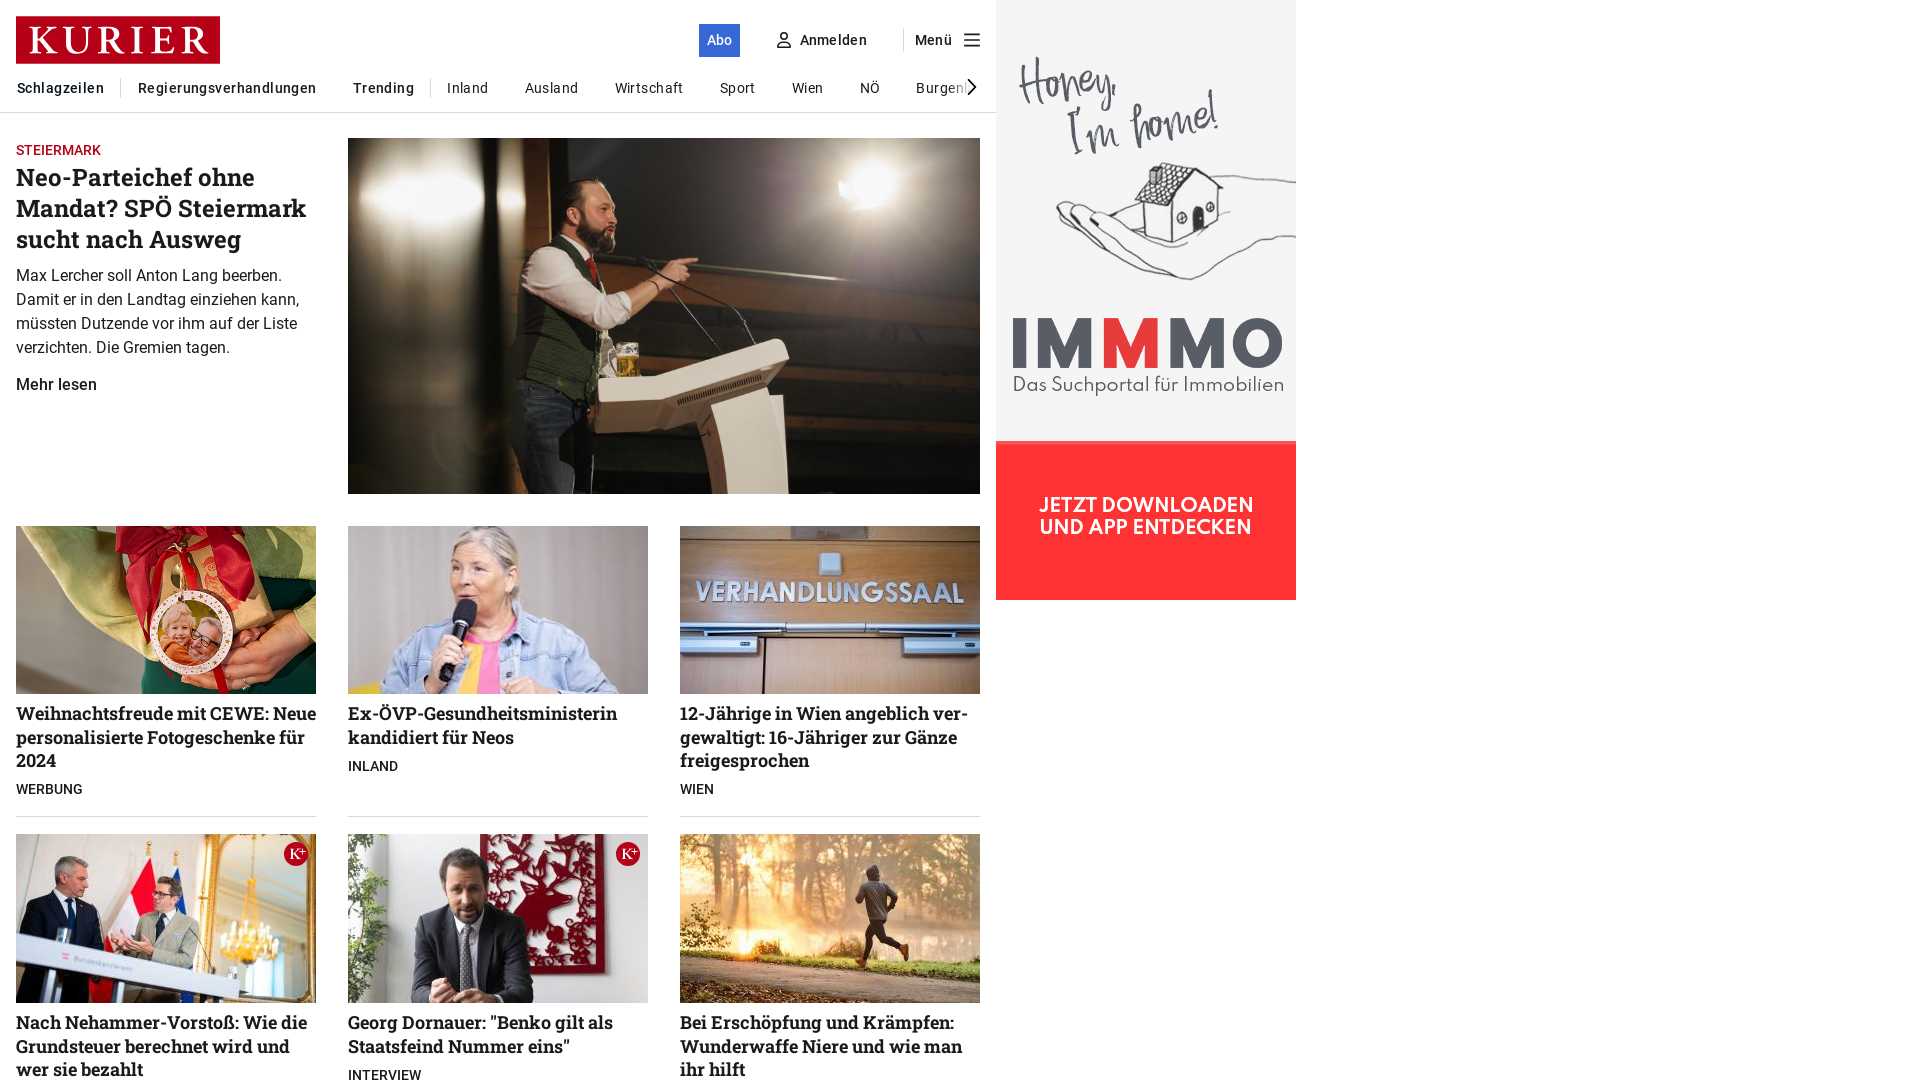 KURIER
Abo
Anmelden
Menü
Schlagzeilen
Regierungsverhandlungen
Trending
Inland
Ausland
Wirtschaft
Sport
Wien
NÖ
STEIERMARK
Neo-Parteichef ohne
Mandat? SPÖ Steiermark
sucht nach Ausweg
Max Lercher soll Anton Lang beerben.
Damit er in den Landtag einziehen kann,
müssten Dutzende vor ihm auf der Liste
verzichten. Die Gremien tagen.
Mehr lesen
Honey,
I'm home!
IMMMO
Das Suchportal für Immobilien
JETZT DOWNLOADEN
UND APP ENTDECKEN
Weihnachtsfreude mit CEWE: Neue
personalisierte Fotogeschenke für
2024
WERBUNG
Ex-ÖVP-Gesundheitsministerin
kandidiert für Neos
INLAND
VERHANDLUNGSSAAL
12-Jährige in Wien angeblich ver-
gewaltigt: 16-Jähriger zur Gänze
freigesprochen
WIEN
K+
Nach Nehammer-Vorstoß: Wie die
Grundsteuer berechnet wird und
wer sie bezahlt
K+
Georg Dornauer: "Benko gilt als
Staatsfeind Nummer eins"
INTERVIEW
Bei Erschöpfung und Krämpfen:
Wunderwaffe Niere und wie man
ihr hilft